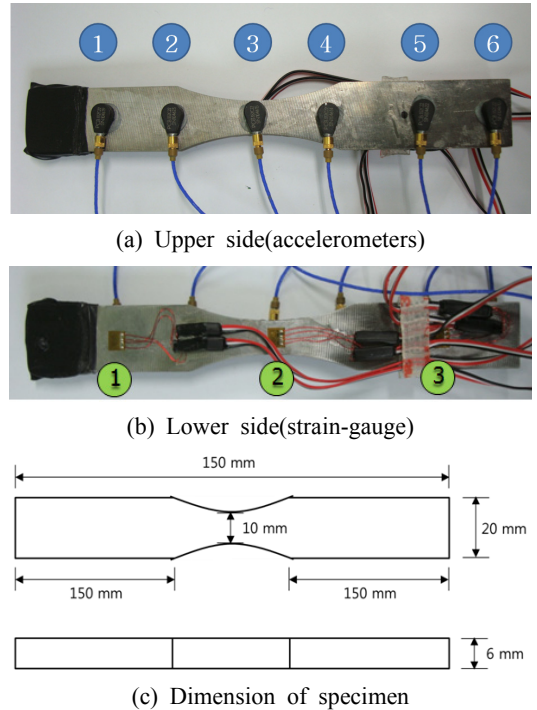 1 2 3 4 5 6
(a) Upper side(accelerometers)
1 2 3
(b) Lower side(strain-gauge)
150 mm
10 mm
20 mm
150 mm 150 mm
6 mm
(c) Dimension of specimen